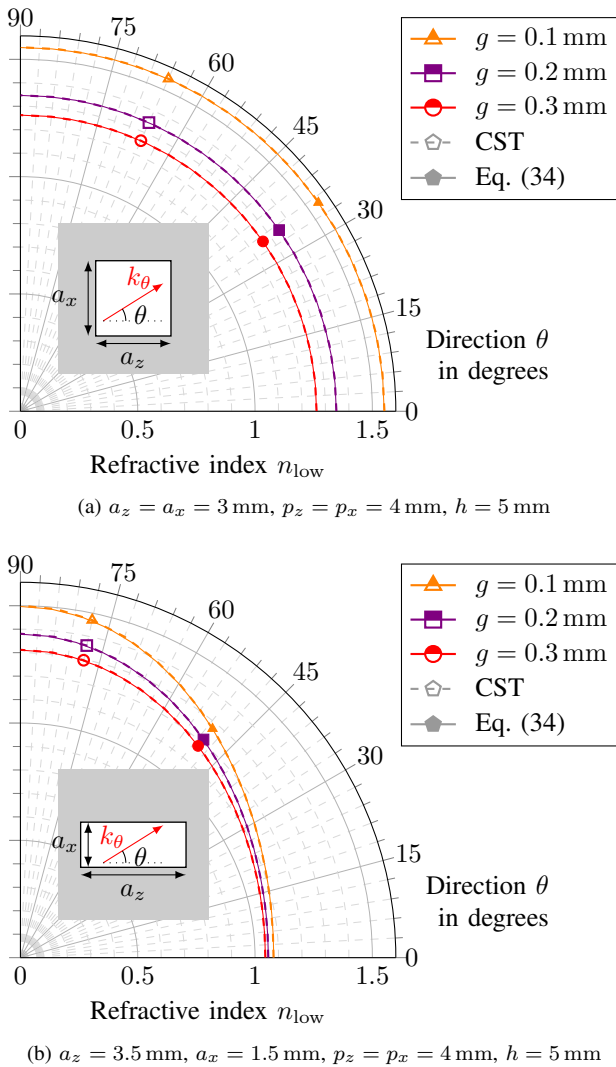 90
75
60
45
30
15
0
g = 0.1 mm
g = 0.2 mm
g = 0.3 mm
CST
Eq. (34)
k_θ
a_x
θ
a_z
Direction θ
in degrees
0 0.5 1 1.5
Refractive index n_low
(a) a_z = a_x = 3 mm, p_z = p_x = 4 mm, h = 5 mm
90
75
60
45
30
15
0
g = 0.1 mm
g = 0.2 mm
g = 0.3 mm
CST
Eq. (34)
a_x
k_θ
θ
a_z
Direction θ
in degrees
0 0.5 1 1.5
Refractive index n_low
(b) a_z = 3.5 mm, a_x = 1.5 mm, p_z = p_x = 4 mm, h = 5 mm